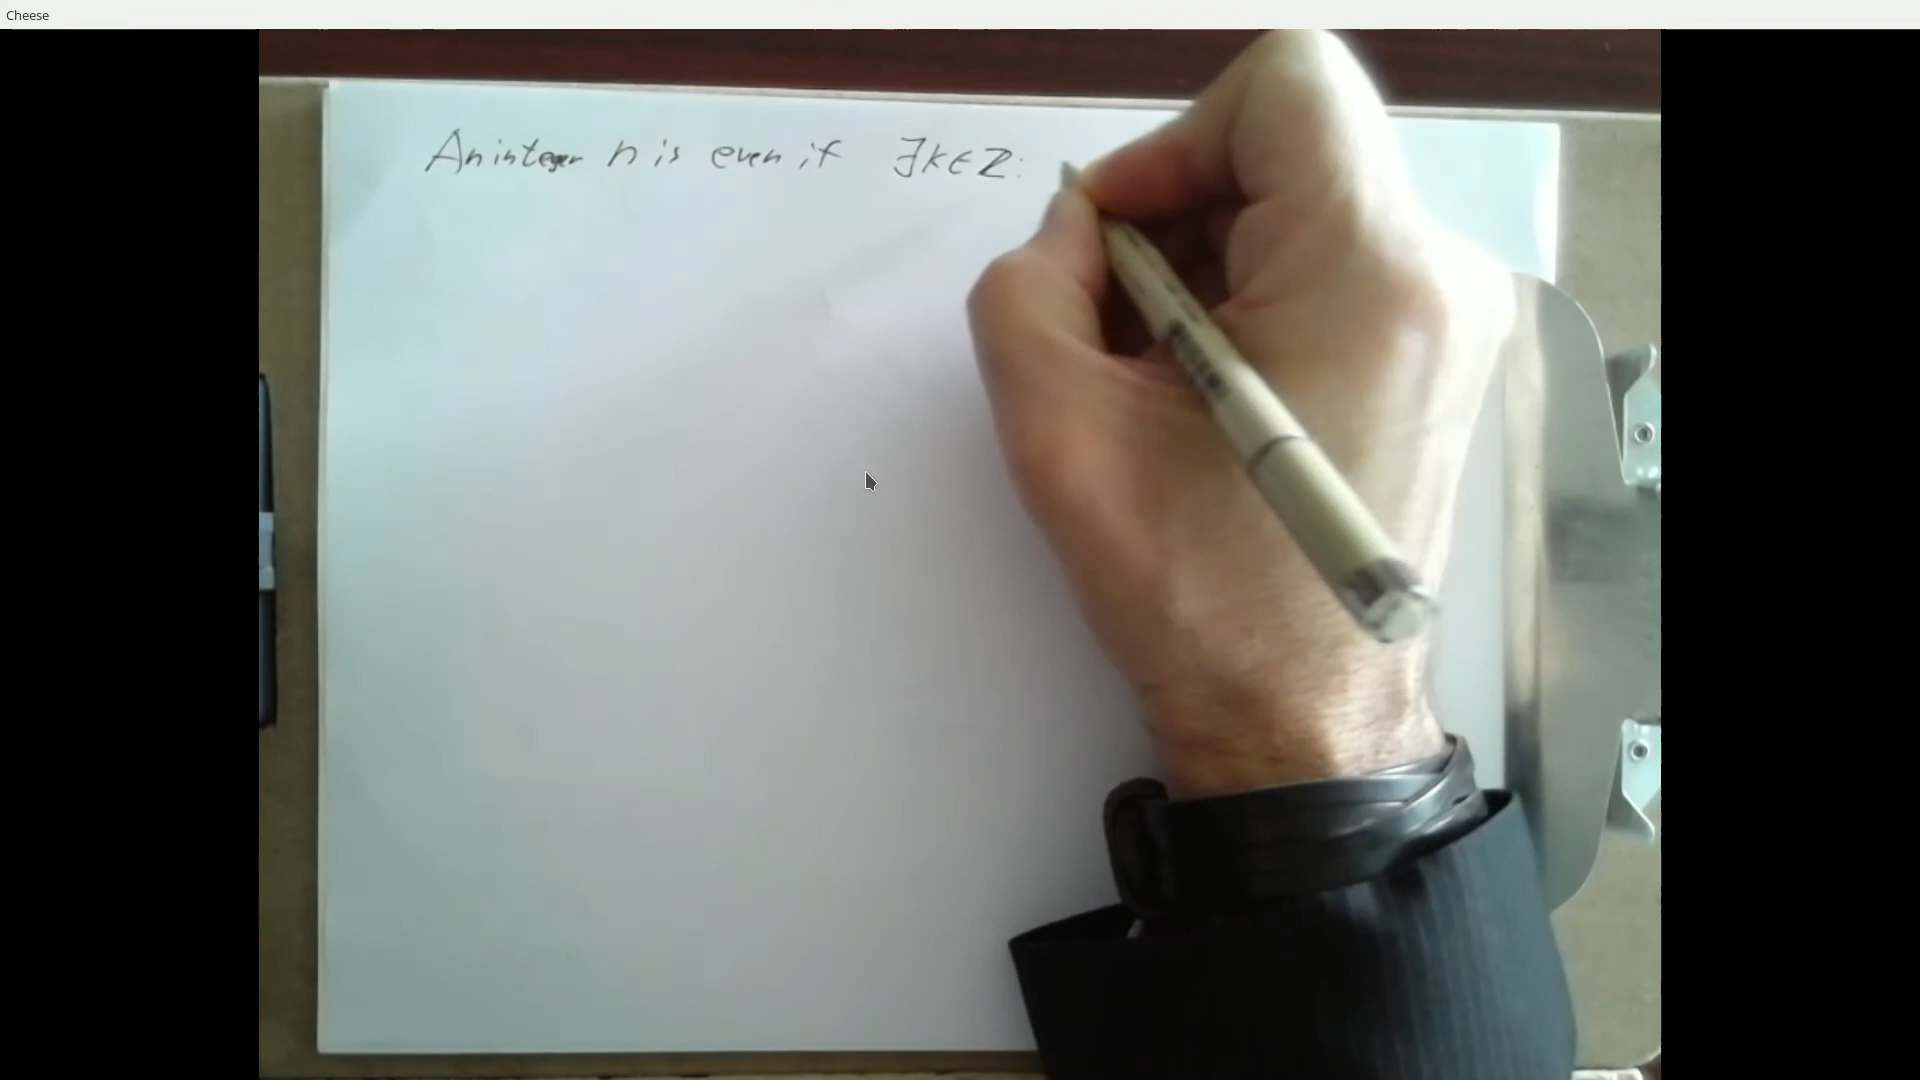 Cheese
An integer n is even if ∃k∈ℤ: